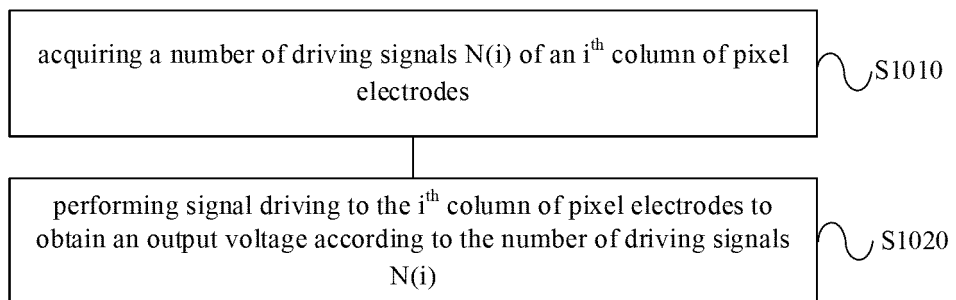 acquiring a number of driving signals N(i) of an i^th column of pixel
electrodes
S1010
performing signal driving to the i^th column of pixel electrodes to
obtain an output voltage according to the number of driving signals
N(i)
S1020